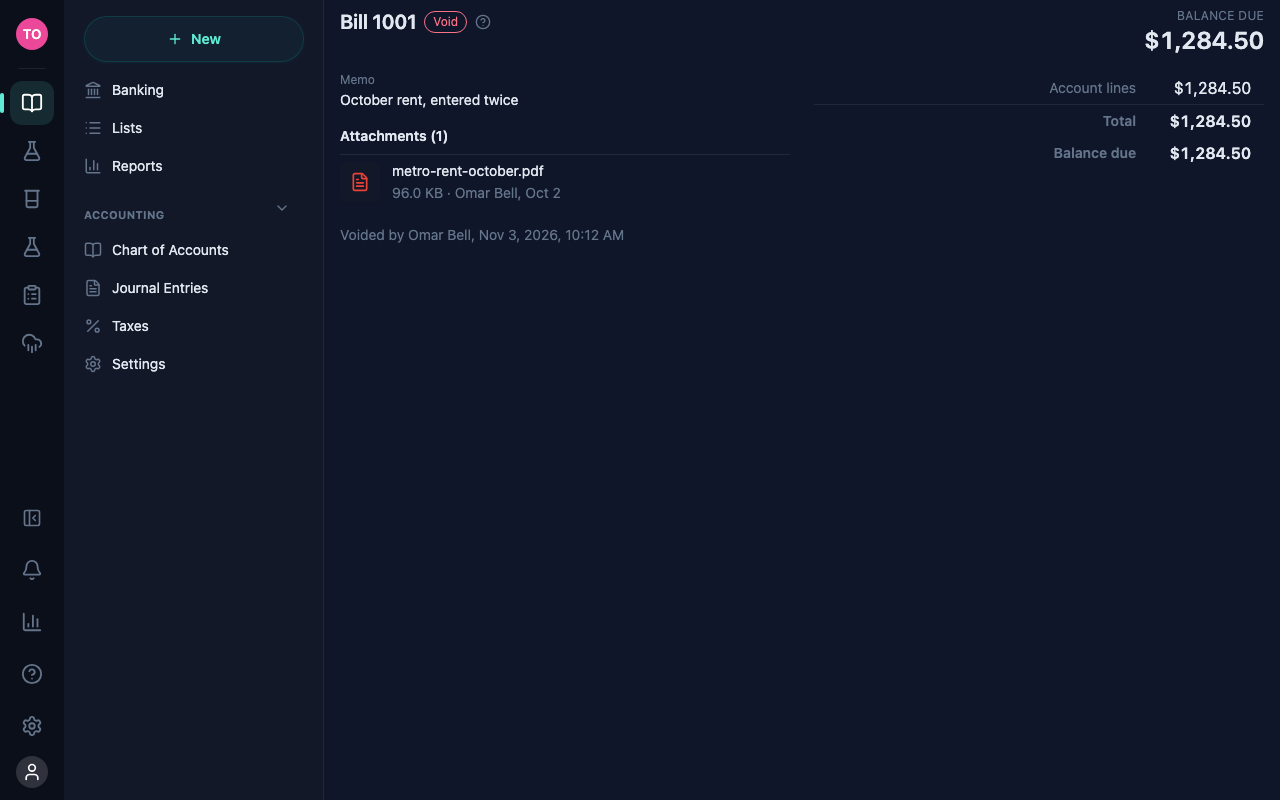 TO
New
Banking
Lists
Reports
ACCOUNTING
Chart of Accounts
Journal Entries
Taxes
Settings
Bill 1001 Void
BALANCE DUE
$1,284.50
Memo
October rent, entered twice
Attachments (1)
metro-rent-october.pdf
96.0 KB · Omar Bell, Oct 2
Voided by Omar Bell, Nov 3, 2026, 10:12 AM
Account lines $1,284.50
Total $1,284.50
Balance due $1,284.50